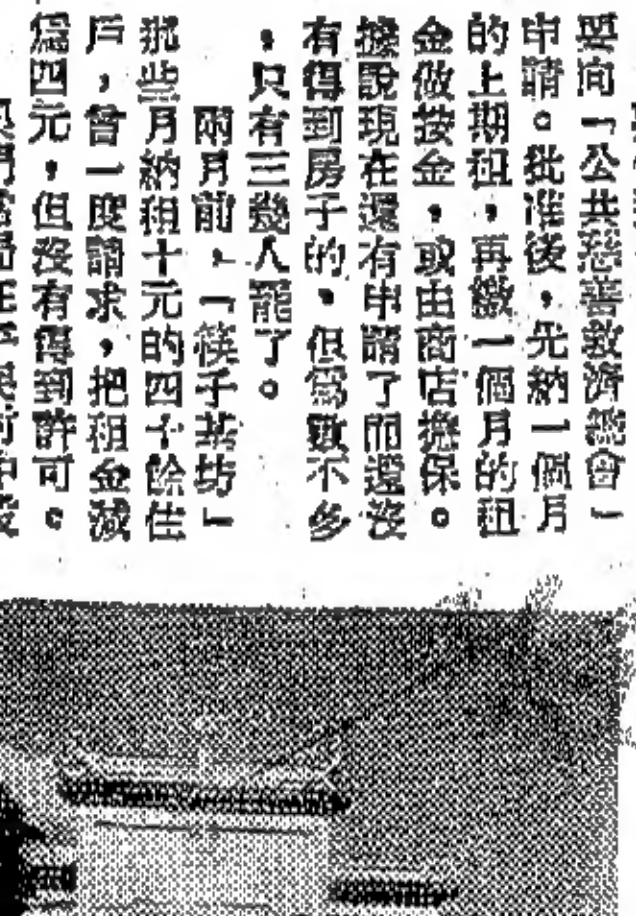 要向「公共慈善救濟總會」
申請。批准後，先納一個月
的上期租，再繳一個月的租
金做按金，或由商店擔保。
據說現在還有申請了而還沒
有得到房子的，但為數不多
，只有三幾人罷了。
兩月前，「筷子基坊」
那些月納租十元的四十餘住
戶，曾一度請求，把租金減
為四元，但沒有得到許可。